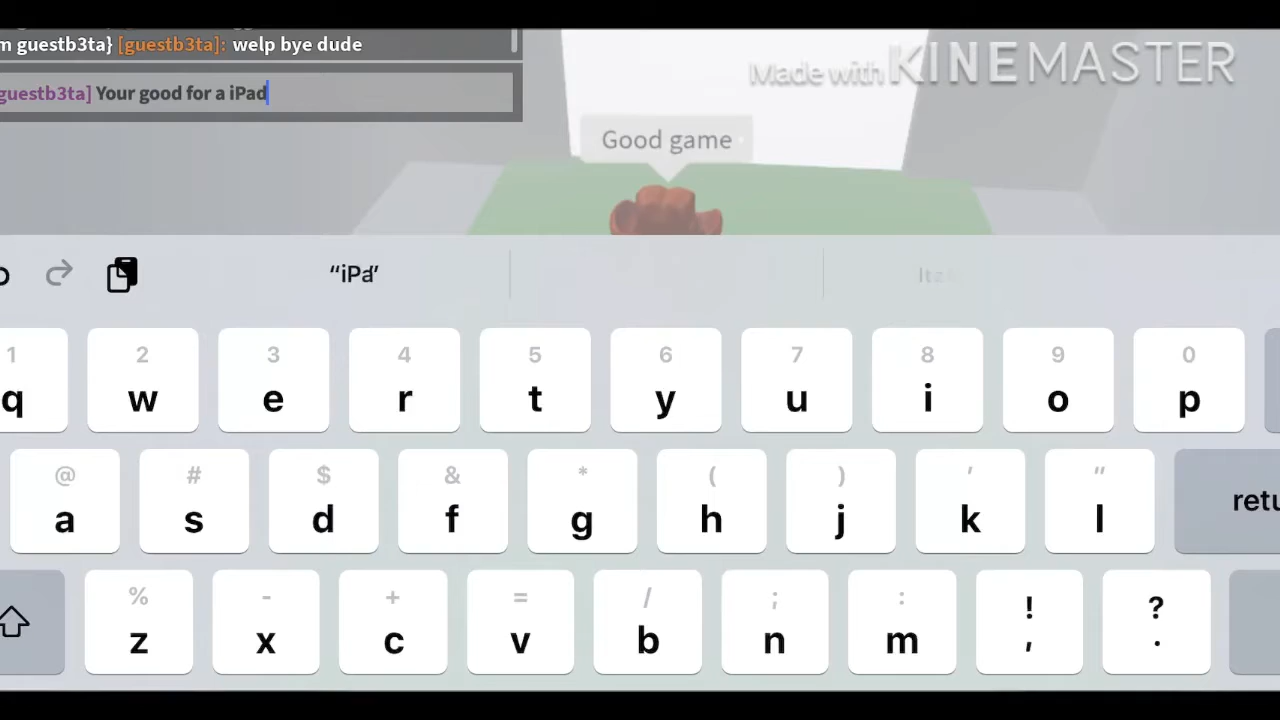 m guestb3ta} [guestb3ta]: welp bye dude
guestb3ta] Your good for a iPad
Made with KINEMASTER
Good game
“iPad”
1 2 3 4 5 6 7 8 9 0
q w e r t y u i o p
@ # $ & * ( ) ' "
a s d f g h j k l
retu
% - + = / ; : ! ?
z x c v b n m , .